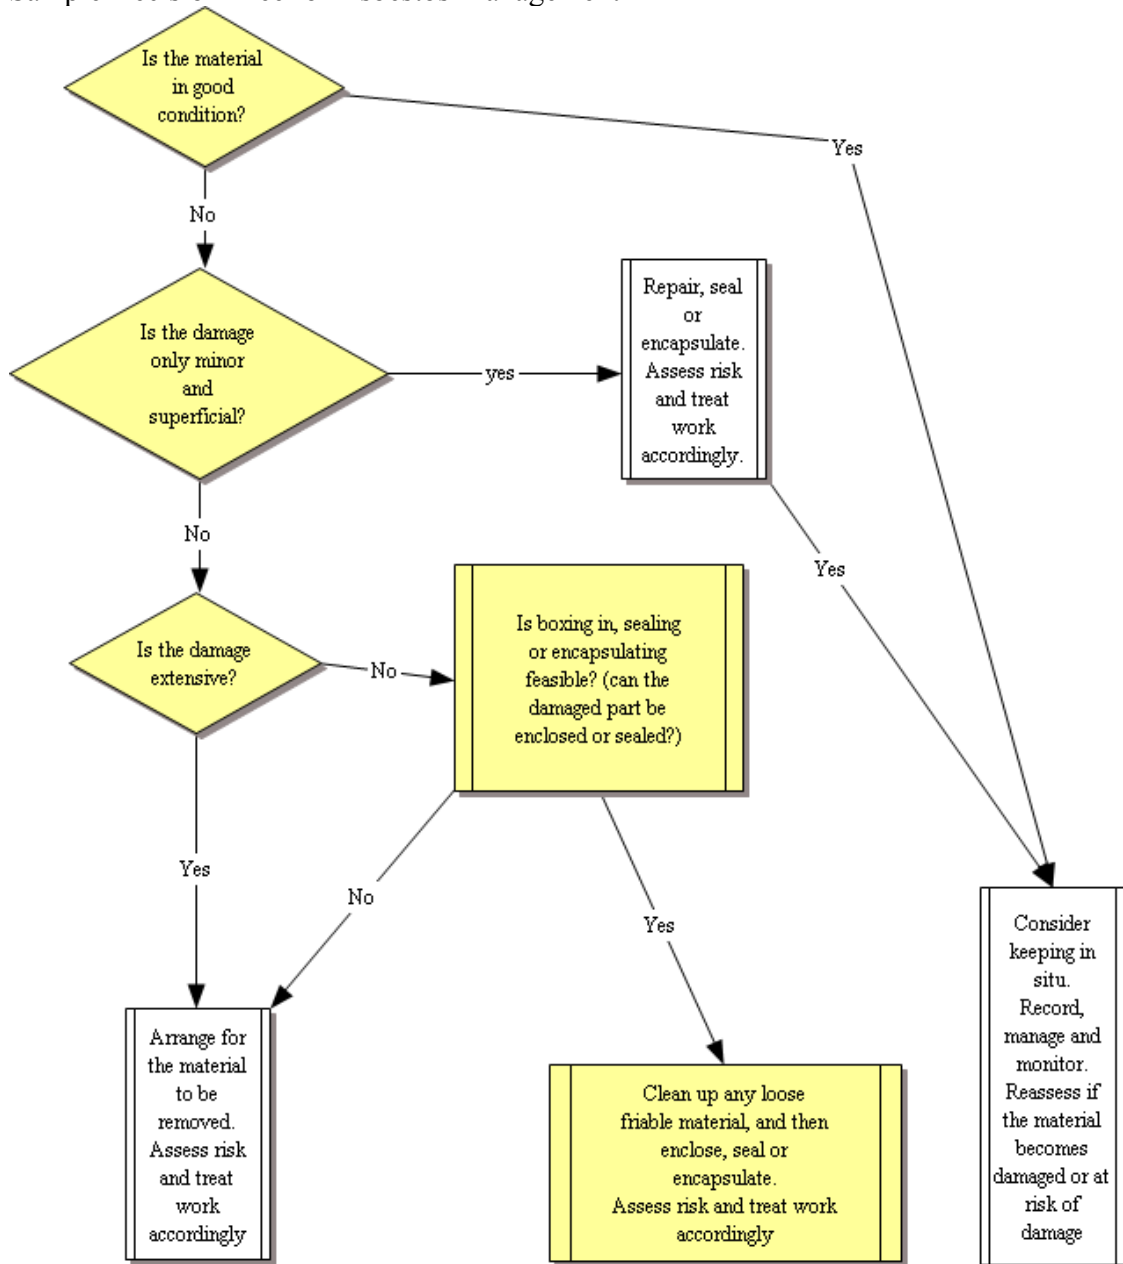 Is the material
in good
condition?
Yes
No
Is the damage
only minor
and
superficial?
yes
Repair, seal
or
encapsulate.
Assess risk
and treat
work
accordingly.
No
Yes
Is the damage
extensive?
No
Is boxing in, sealing
or encapsulating
feasible? (can the
damaged part be
enclosed or sealed?)
Yes
No
Yes
Arrange for
the material
to be
removed.
Assess risk
and treat
work
accordingly
Clean up any loose
friable material, and then
enclose, seal or
encapsulate.
Assess risk and treat work
accordingly
Consider
keeping in
situ.
Record,
manage and
monitor.
Reassess if
the material
becomes
damaged or at
risk of
damage